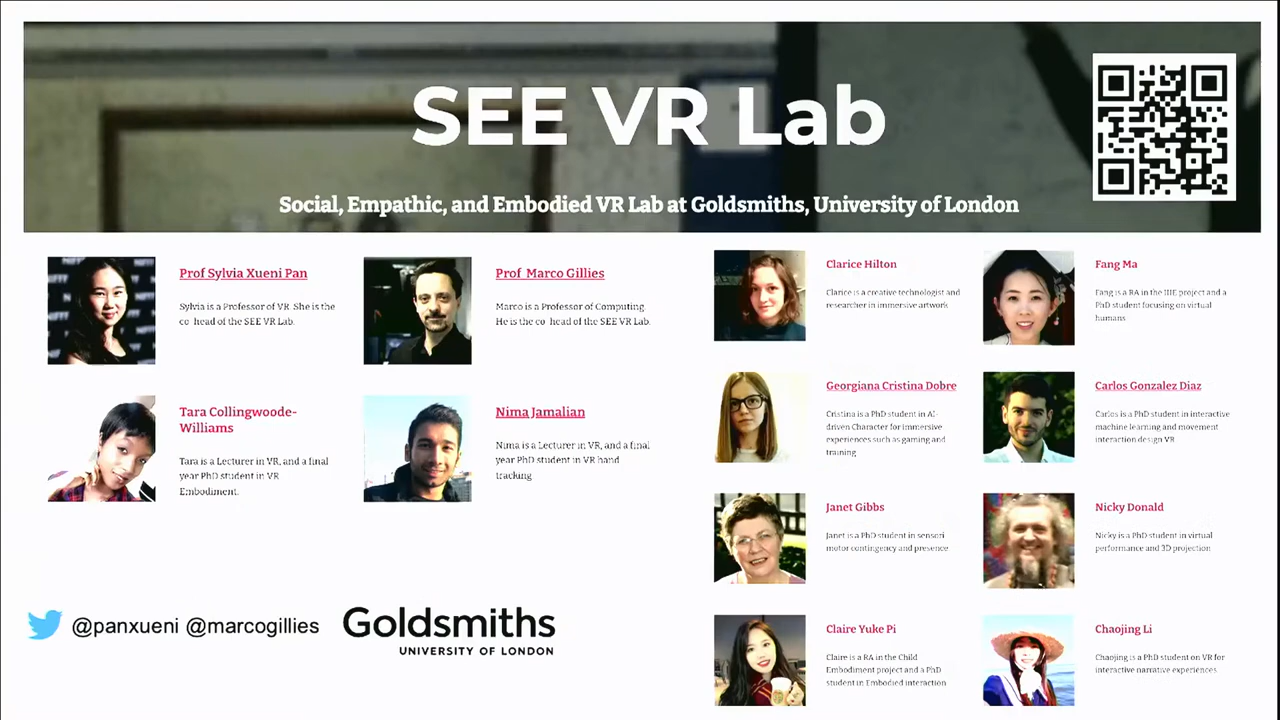 SEE VR Lab
Social, Empathic, and Embodied VR Lab at Goldsmiths, University of London
Prof Sylvia Xueni Pan
Sylvia is a Professor of VR. She is the
co head of the SEE VR Lab.
Prof Marco Gillies
Marco is a Professor of Computing.
He is the co head of the SEE VR Lab.
Tara Collingwoode-
Williams
Tara is a Lecturer in VR, and a final
year PhD student in VR
Embodiment.
Nima Jamalian
Nima is a Lecturer in VR, and a final
year PhD student in VR hand
tracking
@panxueni @marcogillies
Goldsmiths
UNIVERSITY OF LONDON
Clarice Hilton
Clarice is a creative technologist and
researcher in immersive artwork
Fang Ma
Fang is a RA in the project and a
PhD student focusing on virtual
humans
Georgiana Cristina Dobre
Cristina is a PhD student in AI-
driven Character for immersive
experiences such as gaming and
training
Carlos Gonzalez Diaz
Carlos is a PhD student in interactive
machine learning and movement
interaction design VR
Janet Gibbs
Janet is a PhD student in sensori
motor contingency and presence
Nicky Donald
Nicky is a PhD student in virtual
performance and 3D projection
Claire Yuke Pi
Claire is a RA in the Child
Embodiment project and a PhD
student in Embodied interaction
Chaojing Li
Chaojing is a PhD student on VR for
interactive narrative experiences